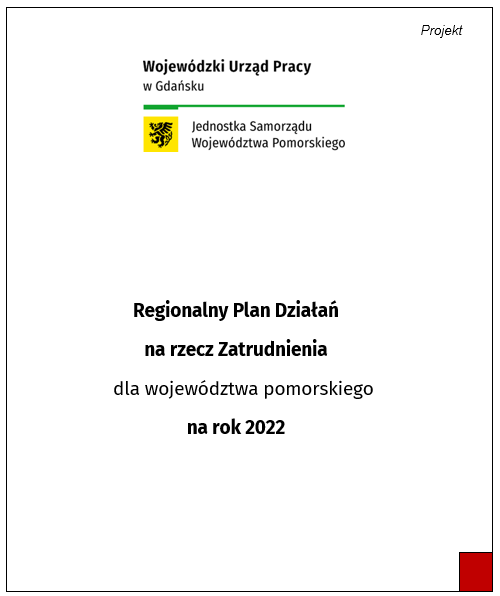 Projekt
Wojewódzki Urząd Pracy
w Gdańsku
Jednostka Samorządu
Województwa Pomorskiego
Regionalny Plan Działań
na rzecz Zatrudnienia
dla województwa pomorskiego
na rok 2022